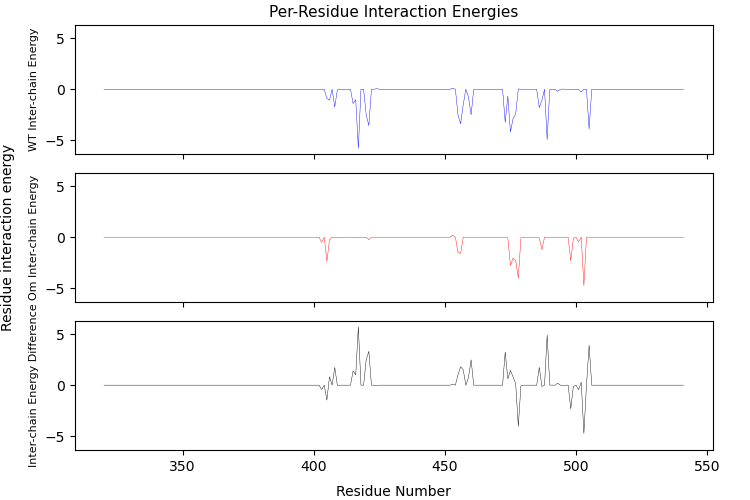 Per-Residue Interaction Energies
Residue interaction energy
WT Inter-chain Energy
5
0
−5
Om Inter-chain Energy
5
0
−5
Inter-chain Energy Difference
5
0
−5
350
400
450
500
550
Residue Number